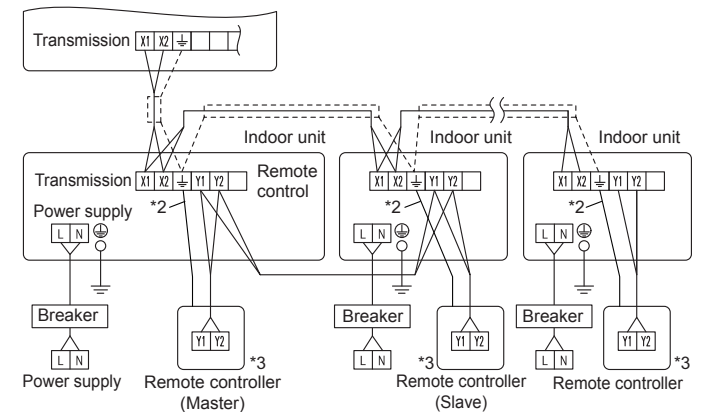 Transmission X1 X2
Indoor unit Indoor unit Indoor unit
Transmission X1 X2 Y1 Y2 Remote control
X1 X2 Y1 Y2
X1 X2 Y1 Y2
*2 *2 *2
Power supply
L N L N L N
Breaker Breaker Breaker
Y1 Y2 Y1 Y2 Y1 Y2
L N *3 L N *3 L N *3
Power supply Remote controller (Master) Remote controller (Slave) Remote controller